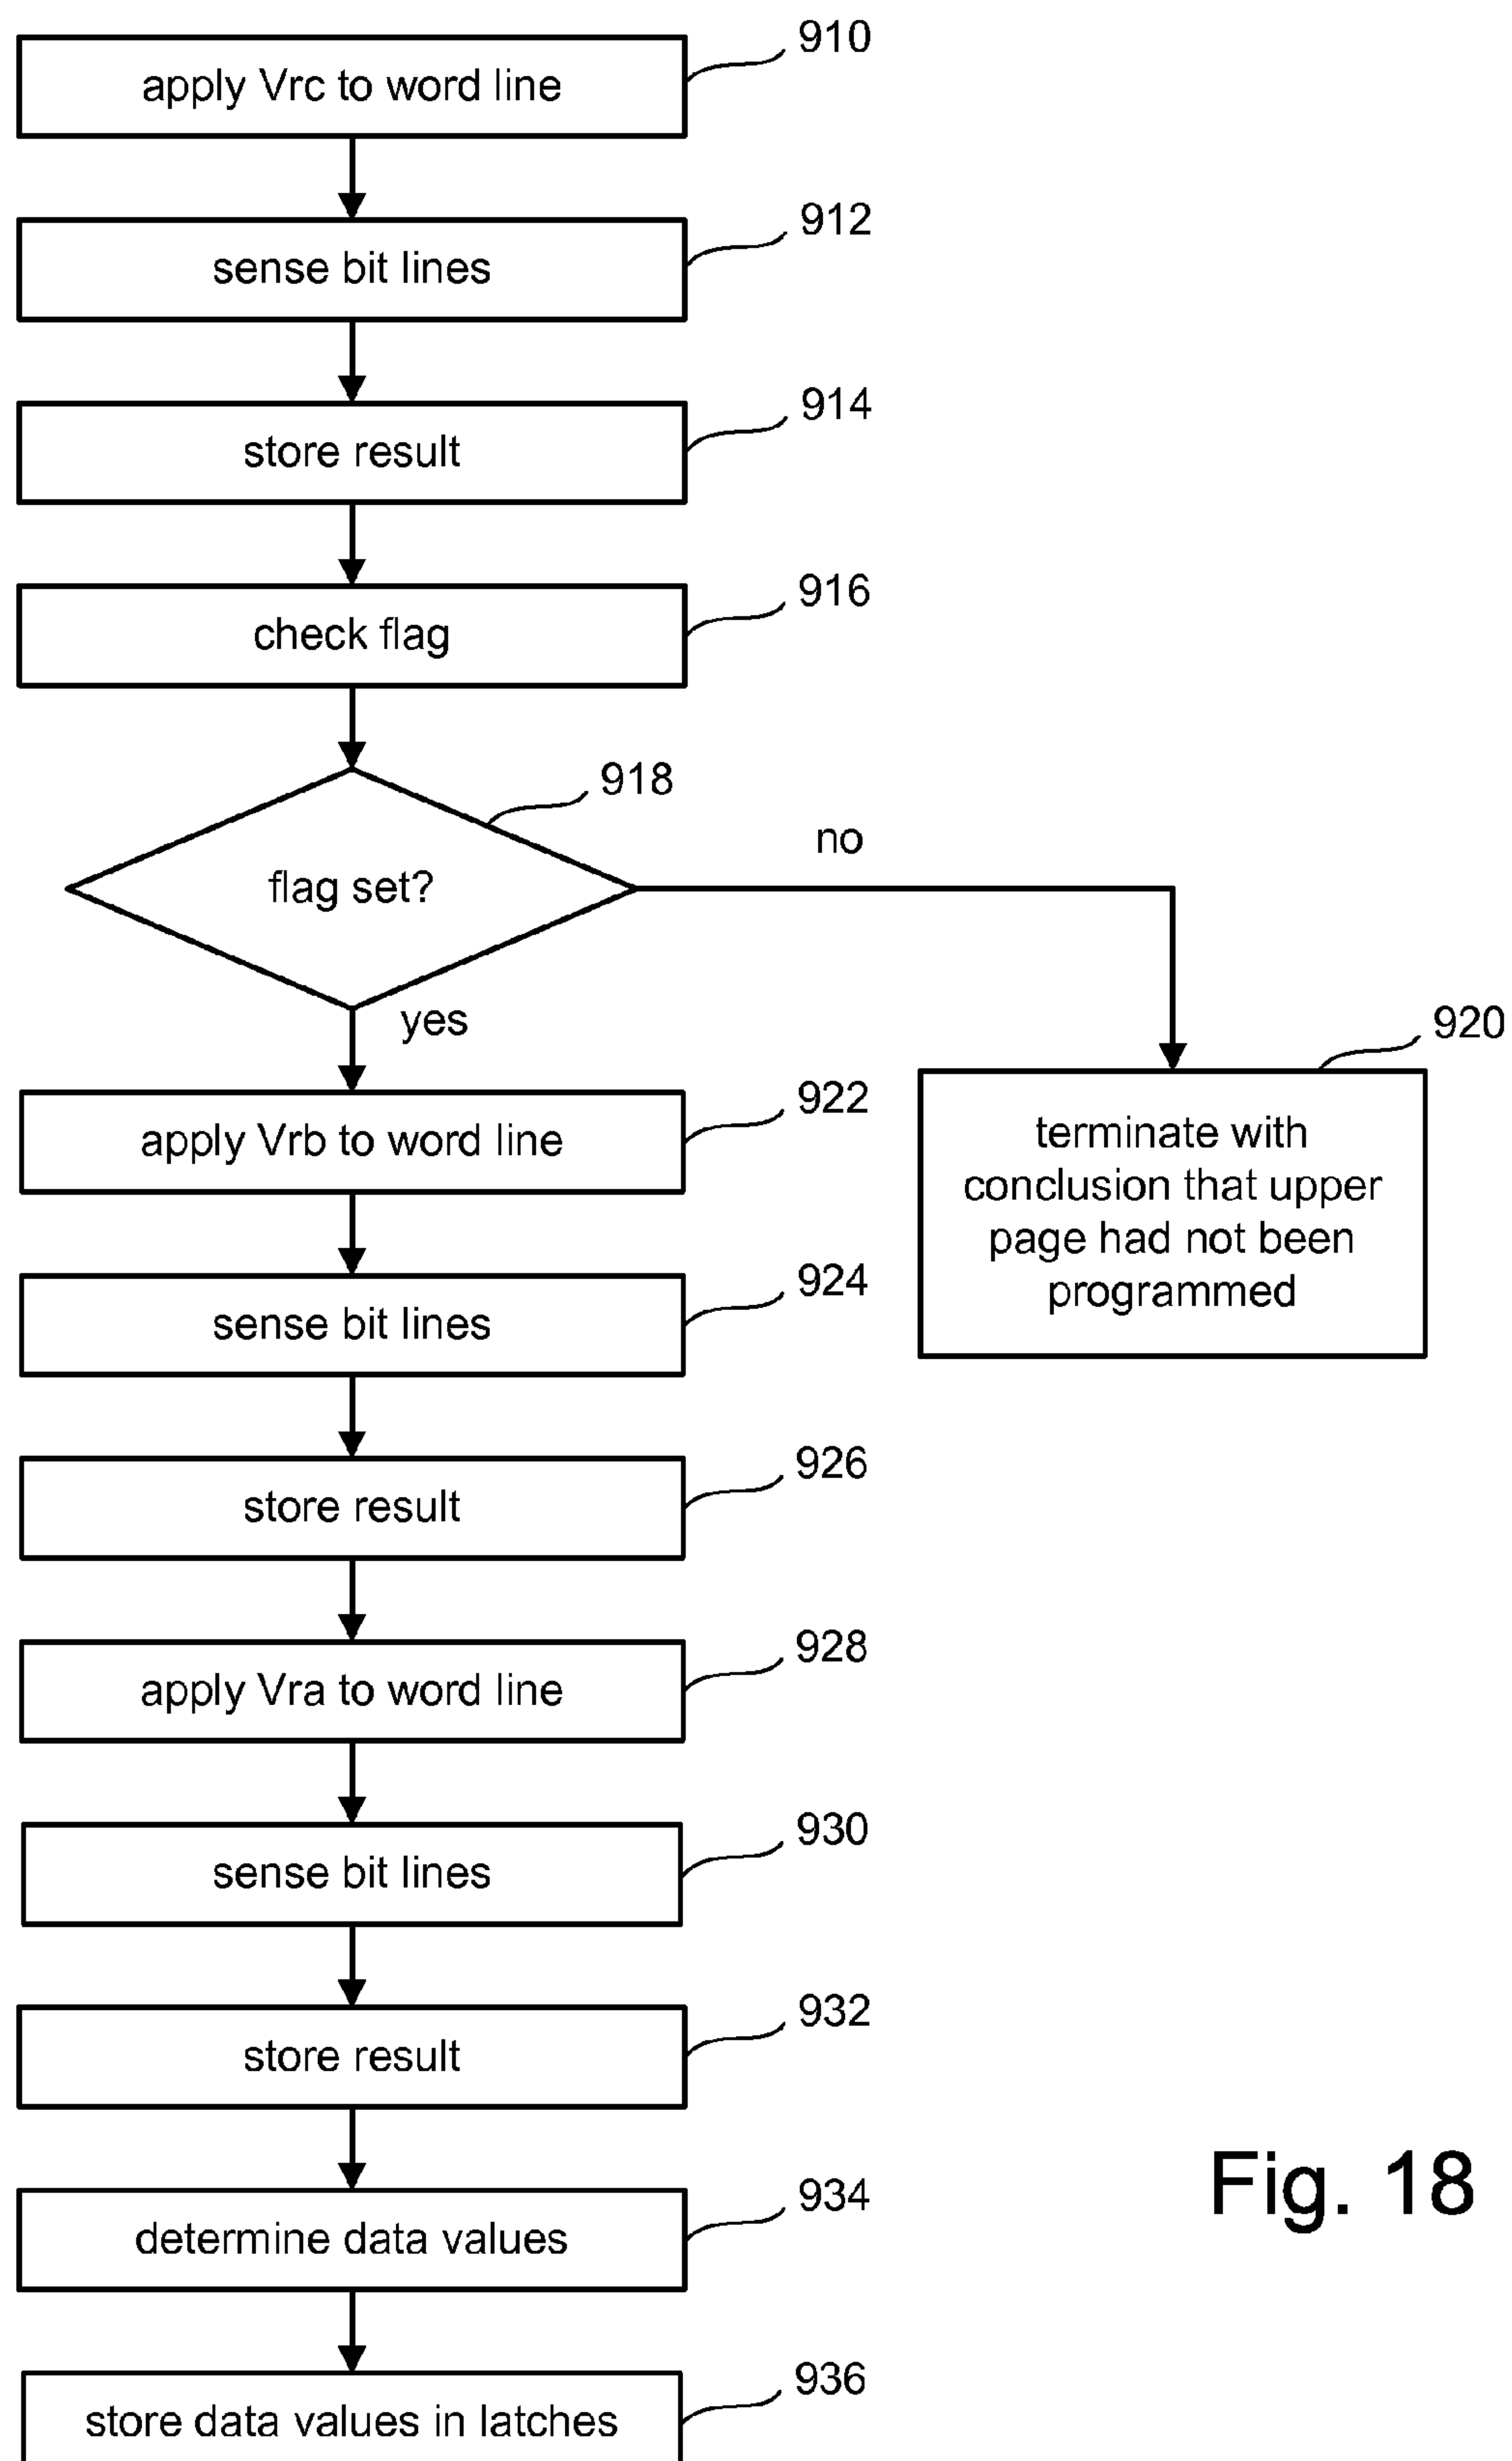 910
apply Vrc to word line
912
sense bit lines
914
store result
916
check flag
918
flag set?
no
yes
920
terminate with
conclusion that upper
page had not been
programmed
922
apply Vrb to word line
924
sense bit lines
926
store result
928
apply Vra to word line
930
sense bit lines
932
store result
934
determine data values
936
store data values in latches
Fig. 18